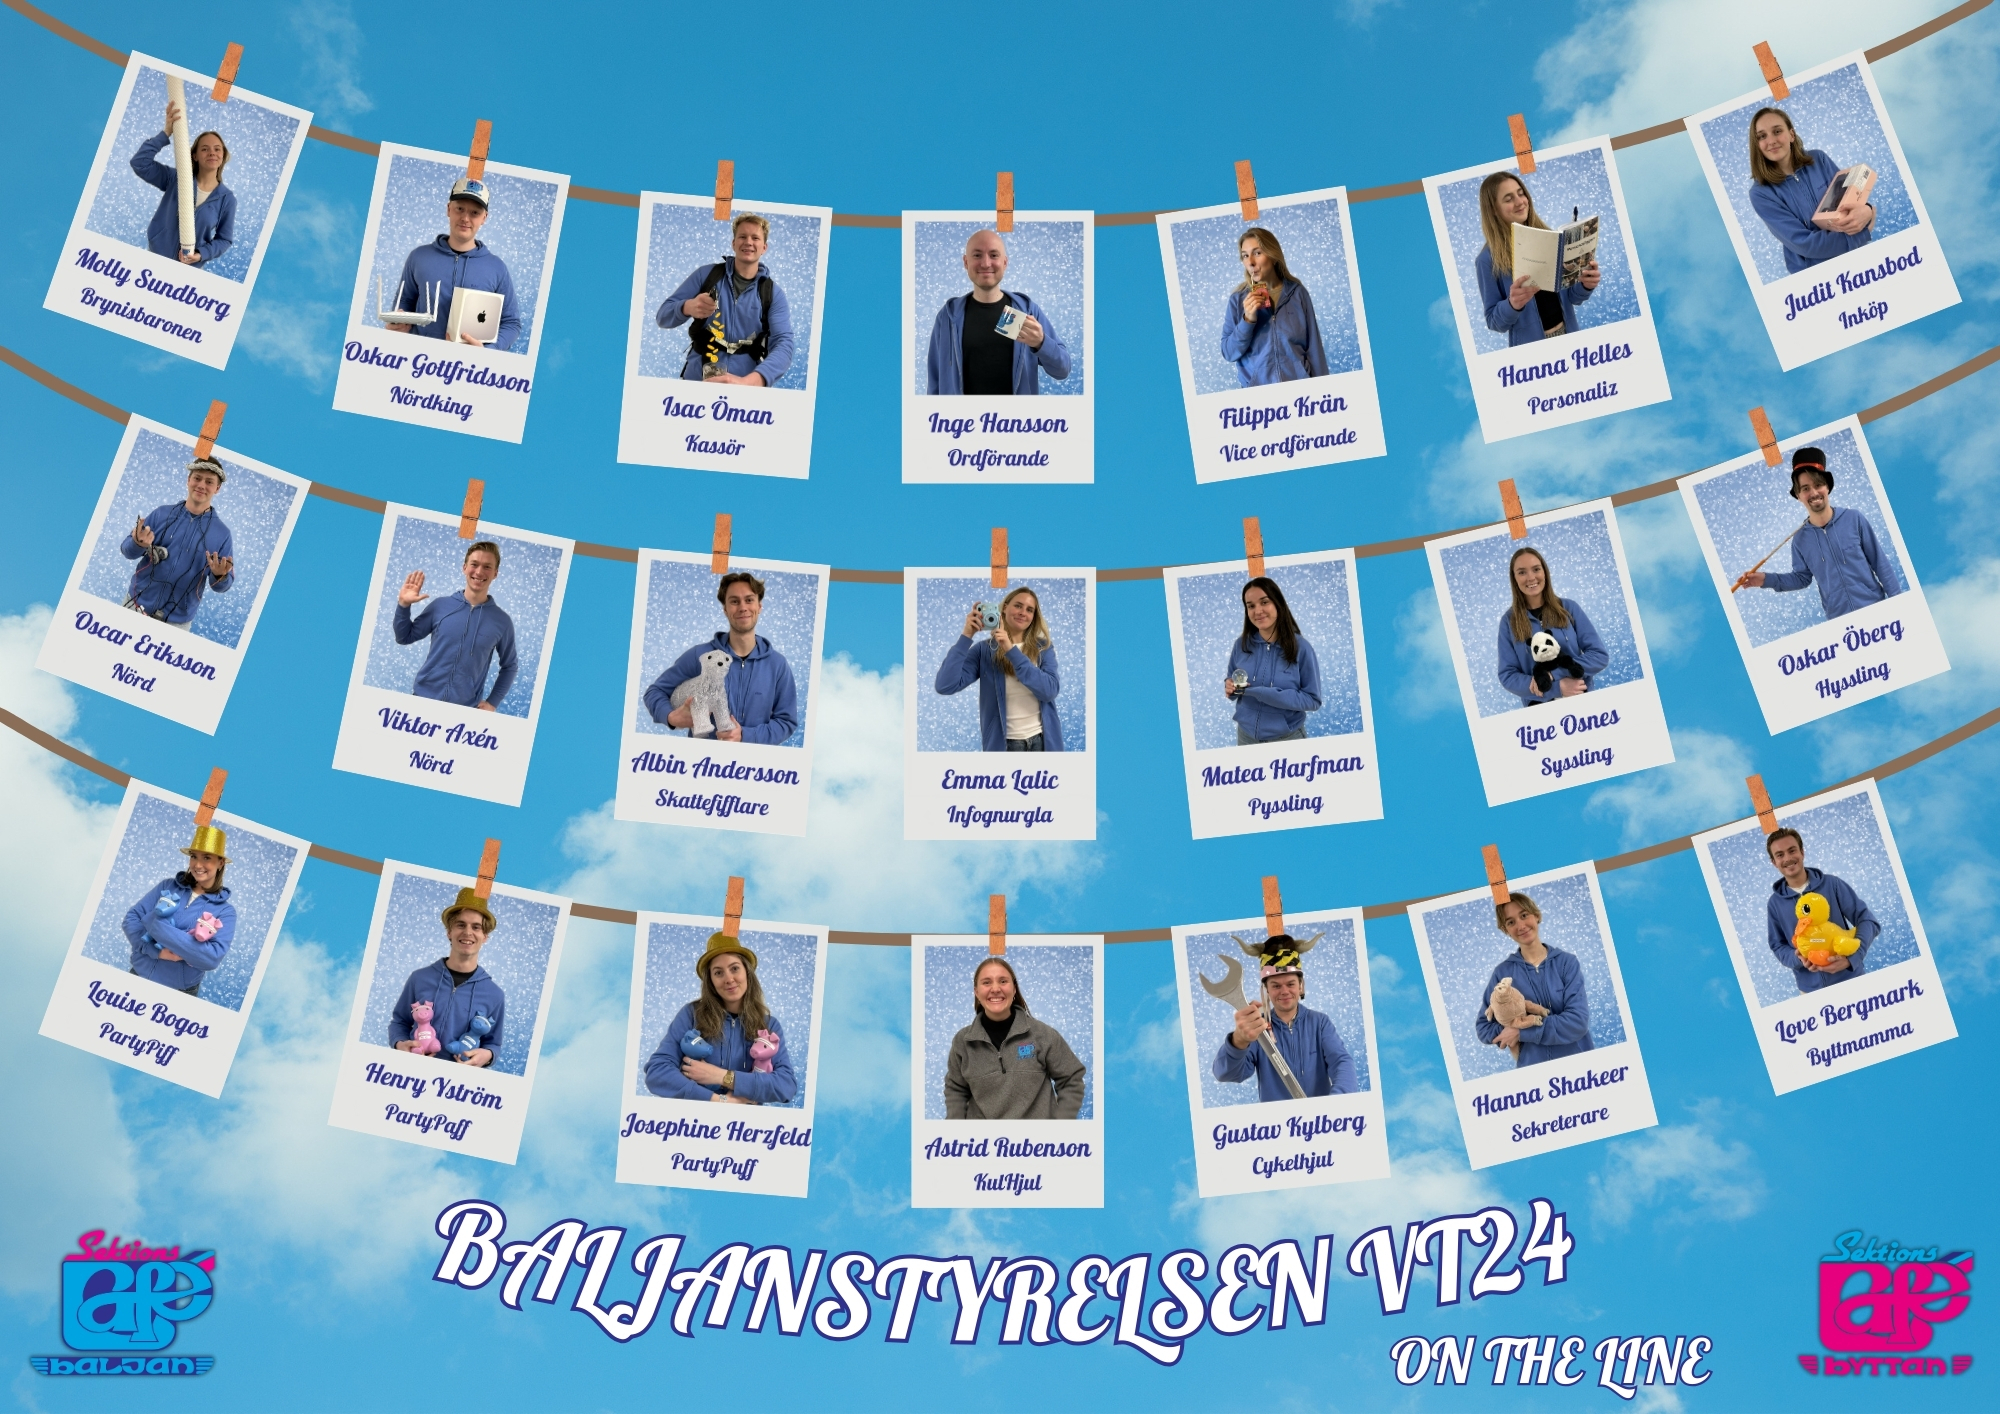 Molly Sundborg
Brynisbaronen
Oskar Gottfridsson
Nördking
Isac Öman
Kassör
Inge Hansson
Ordförande
Filippa Krän
Vice ordförande
Hanna Helles
Personaliz
Judit Kansbod
Inköp
Oscar Eriksson
Nörd
Viktor Axén
Nörd
Albin Andersson
Skattefifflare
Emma Lalic
Infognurgla
Matea Harfman
Pyssling
Line Osnes
Syssling
Oskar Öberg
Hyssling
Louise Bogos
PartyPiff
Henry Yström
PartyPaff
Josephine Herzfeld
PartyPuff
Astrid Rubenson
KulHjul
Gustav Kylberg
Cykelhjul
Hanna Shakeer
Sekreterare
Love Bergmark
Byttmamma
BALJANSTYRELSEN VT24
ON THE LINE
Sektions
Café
BALJAN
Sektions
Café
BYTTAN